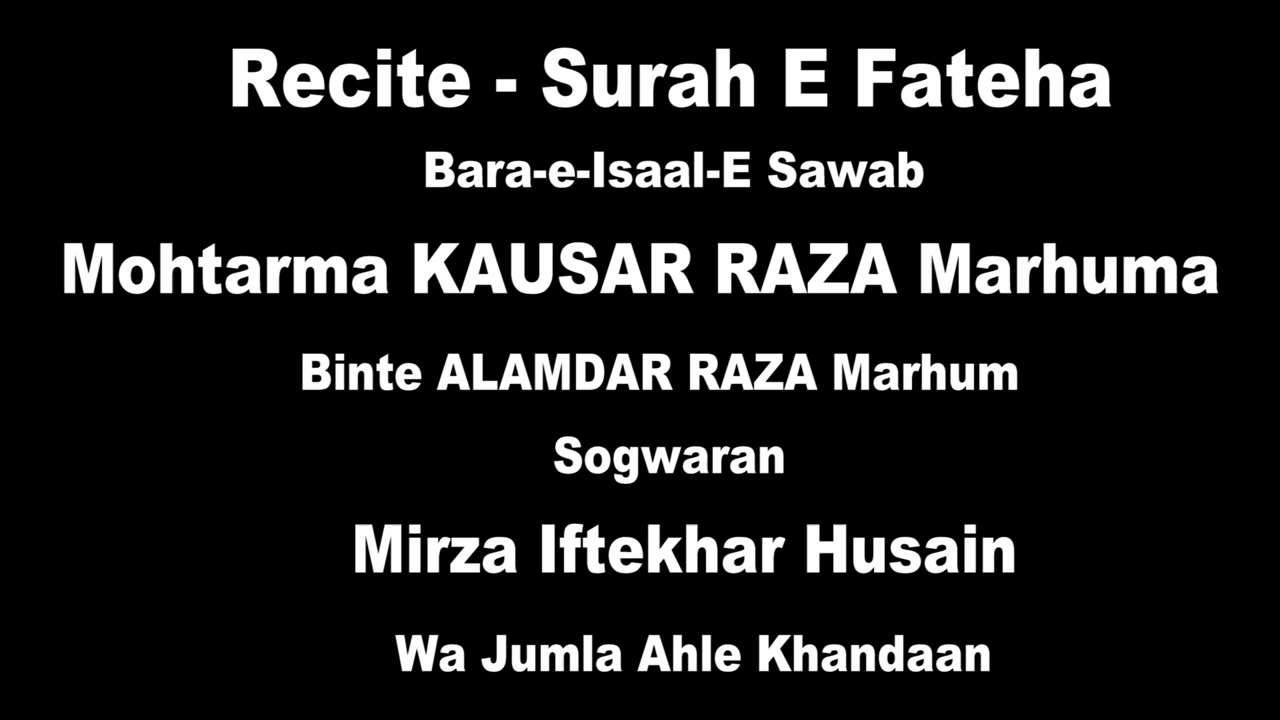 Recite - Surah E Fateha
Bara-e-Isaal-E Sawab
Mohtarma KAUSAR RAZA Marhuma
Binte ALAMDAR RAZA Marhum
Sogwaran
Mirza Iftekhar Husain
Wa Jumla Ahle Khandaan